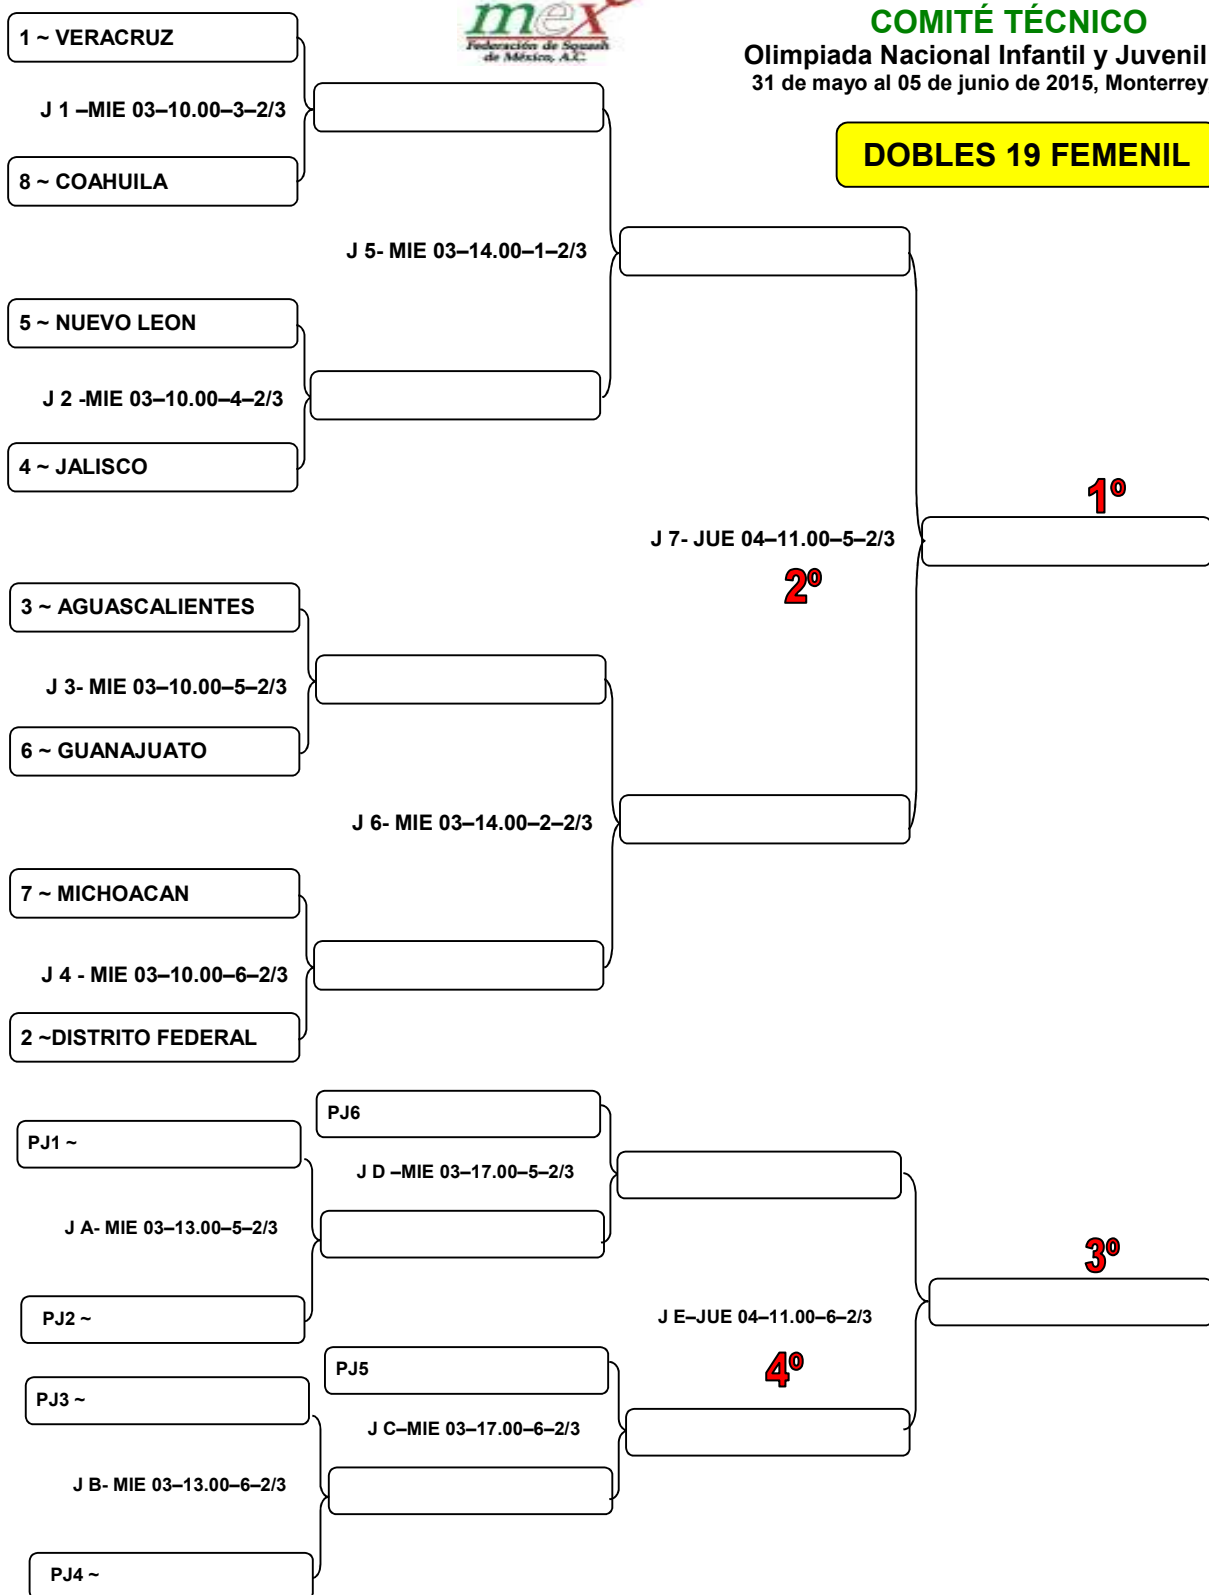 mex
Federación de Squash
de México, A.C.
COMITÉ TÉCNICO
Olimpiada Nacional Infantil y Juvenil
31 de mayo al 05 de junio de 2015, Monterrey,
DOBLES 19 FEMENIL
1 ~ VERACRUZ
J 1 –MIE 03–10.00–3–2/3
8 ~ COAHUILA
J 5- MIE 03–14.00–1–2/3
5 ~ NUEVO LEON
J 2 -MIE 03–10.00–4–2/3
4 ~ JALISCO
1º
J 7- JUE 04–11.00–5–2/3
2º
3 ~ AGUASCALIENTES
J 3- MIE 03–10.00–5–2/3
6 ~ GUANAJUATO
J 6- MIE 03–14.00–2–2/3
7 ~ MICHOACAN
J 4 - MIE 03–10.00–6–2/3
2 ~DISTRITO FEDERAL
PJ6
PJ1 ~
J D –MIE 03–17.00–5–2/3
J A- MIE 03–13.00–5–2/3
3º
PJ2 ~
J E–JUE 04–11.00–6–2/3
4º
PJ5
PJ3 ~
J C–MIE 03–17.00–6–2/3
J B- MIE 03–13.00–6–2/3
PJ4 ~